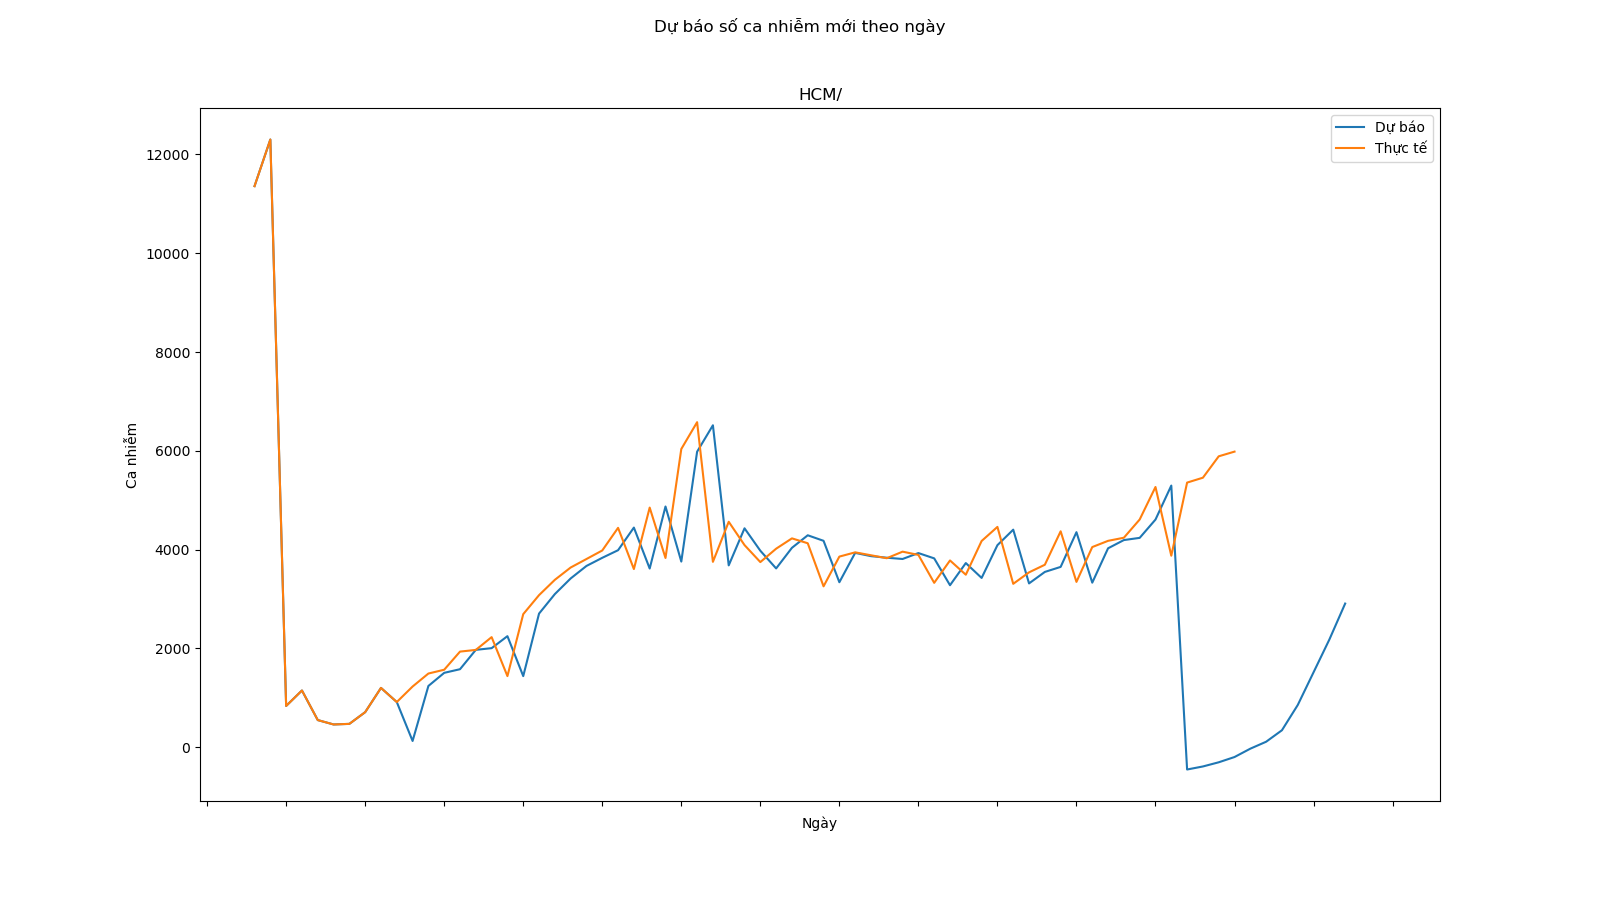 Dự báo số ca nhiễm mới theo ngày
HCM/
Dự báo
Thực tế
12000
10000
8000
6000
4000
2000
0
Ca nhiễm
Ngày